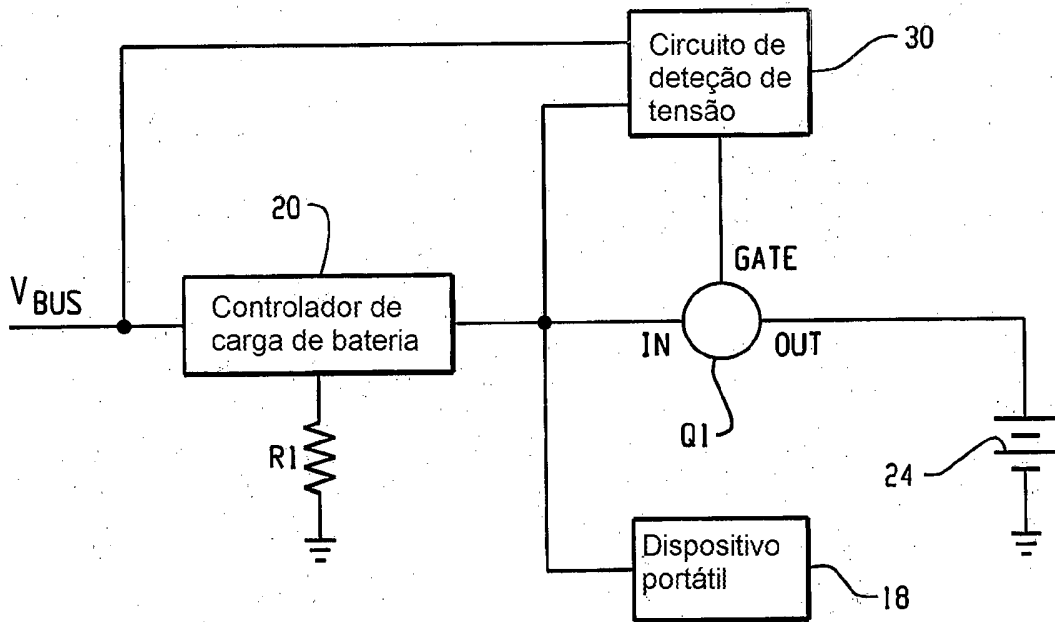 Circuito de
deteção de
tensão
30
20
GATE
V BUS
Controlador de
carga de bateria
IN
OUT
Q1
R1
24
Dispositivo
portátil
18